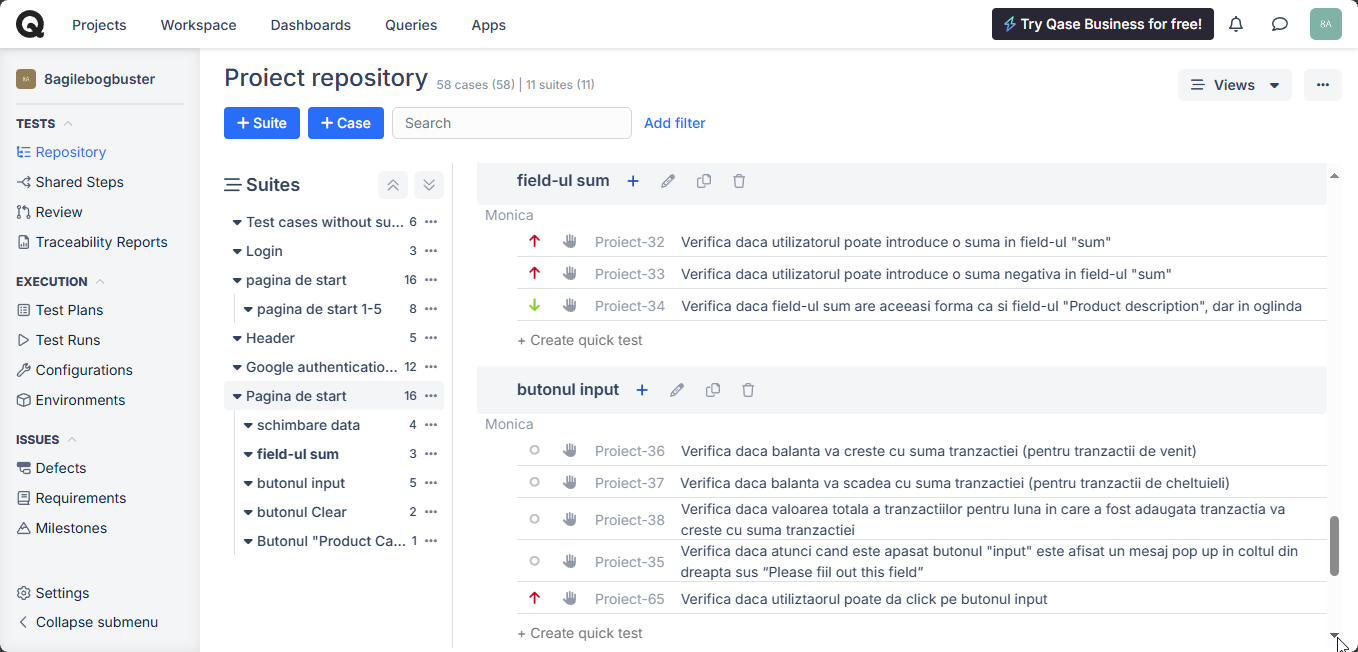 Projects Workspace Dashboards Queries Apps Try Qase Business for free! 8A
8A 8agilebogbuster
TESTS
Repository
Shared Steps
Review
Traceability Reports
EXECUTION
Test Plans
Test Runs
Configurations
Environments
ISSUES
Defects
Requirements
Milestones
Settings
Collapse submenu
Proiect repository 58 cases (58) | 11 suites (11)
Views
+ Suite + Case Search Add filter
Suites
Test cases without su... 6
Login 3
pagina de start 16
pagina de start 1-5 8
Header 5
Google authenticatio... 12
Pagina de start 16
schimbare data 4
field-ul sum 3
butonul input 5
butonul Clear 2
Butonul "Product Ca... 1
field-ul sum
Monica
Proiect-32 Verifica daca utilizatorul poate introduce o suma in field-ul "sum"
Proiect-33 Verifica daca utilizatorul poate introduce o suma negativa in field-ul "sum"
Proiect-34 Verifica daca field-ul sum are aceeasi forma ca si field-ul "Product description", dar in oglinda
+ Create quick test
butonul input
Monica
Proiect-36 Verifica daca balanta va creste cu suma tranzactiei (pentru tranzactii de venit)
Proiect-37 Verifica daca balanta va scadea cu suma tranzactiei (pentru tranzactii de cheltuieli)
Proiect-38 Verifica daca valoarea totala a tranzactiilor pentru luna in care a fost adaugata tranzactia va
creste cu suma tranzactiei
Proiect-35 Verifica daca atunci cand este apasat butonul "input" este afisat un mesaj pop up in coltul din
dreapta sus “Please fiil out this field”
Proiect-65 Verifica daca utiliztaorul poate da click pe butonul input
+ Create quick test